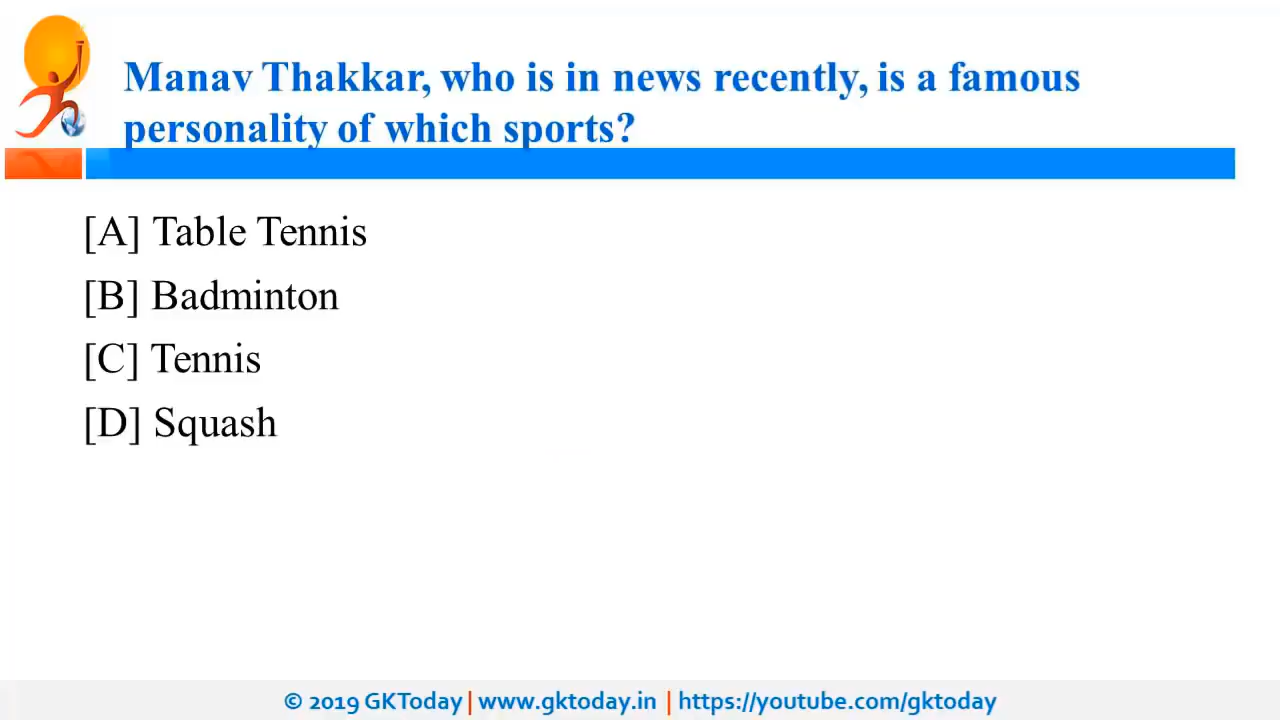 Manav Thakkar, who is in news recently, is a famous
personality of which sports?
[A] Table Tennis
[B] Badminton
[C] Tennis
[D] Squash
© 2019 GKToday | www.gktoday.in | https://youtube.com/gktoday